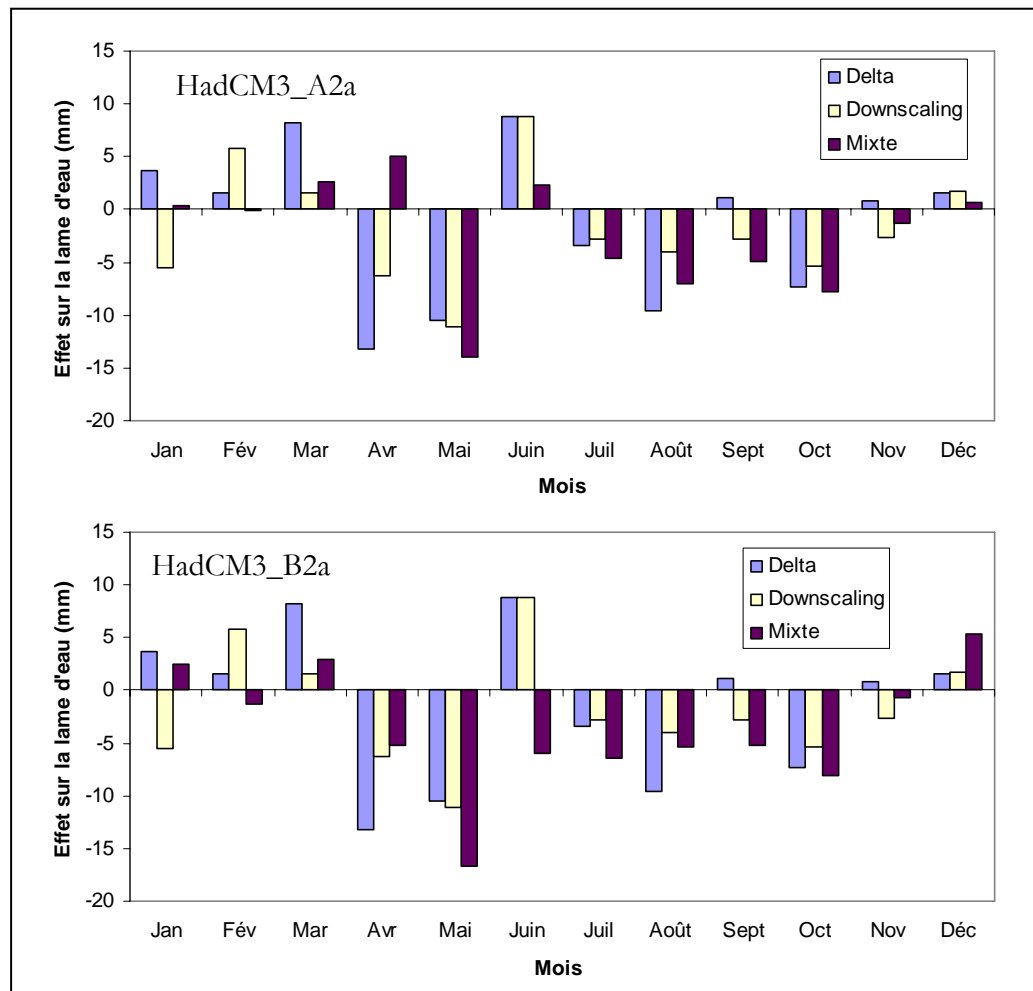 HadCM3_A2a
Delta
Downscaling
Mixte
Effet sur la lame d'eau (mm)
15
10
5
0
-5
-10
-15
-20
Jan Fév Mar Avr Mai Juin Juil Août Sept Oct Nov Déc
Mois
HadCM3_B2a
Delta
Downscaling
Mixte
Effet sur la lame d'eau (mm)
15
10
5
0
-5
-10
-15
-20
Jan Fév Mar Avr Mai Juin Juil Août Sept Oct Nov Déc
Mois